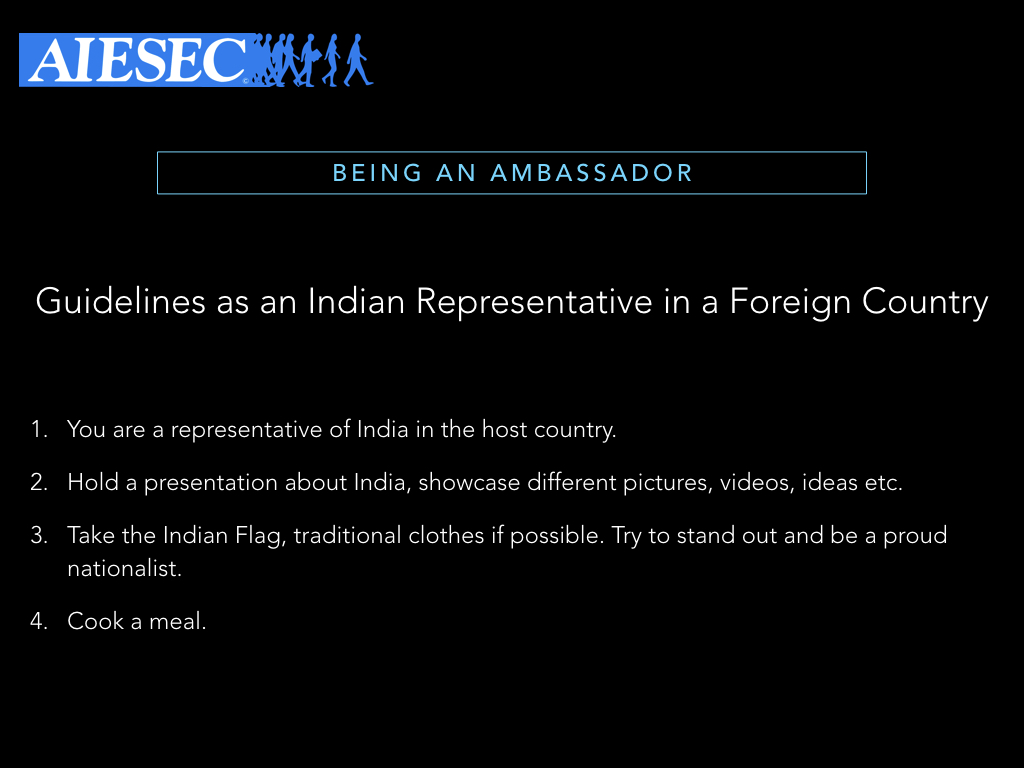 AIESEC
©
BEING AN AMBASSADOR
Guidelines as an Indian Representative in a Foreign Country
1. You are a representative of India in the host country.
2. Hold a presentation about India, showcase different pictures, videos, ideas etc.
3. Take the Indian Flag, traditional clothes if possible. Try to stand out and be a proud
nationalist.
4. Cook a meal.